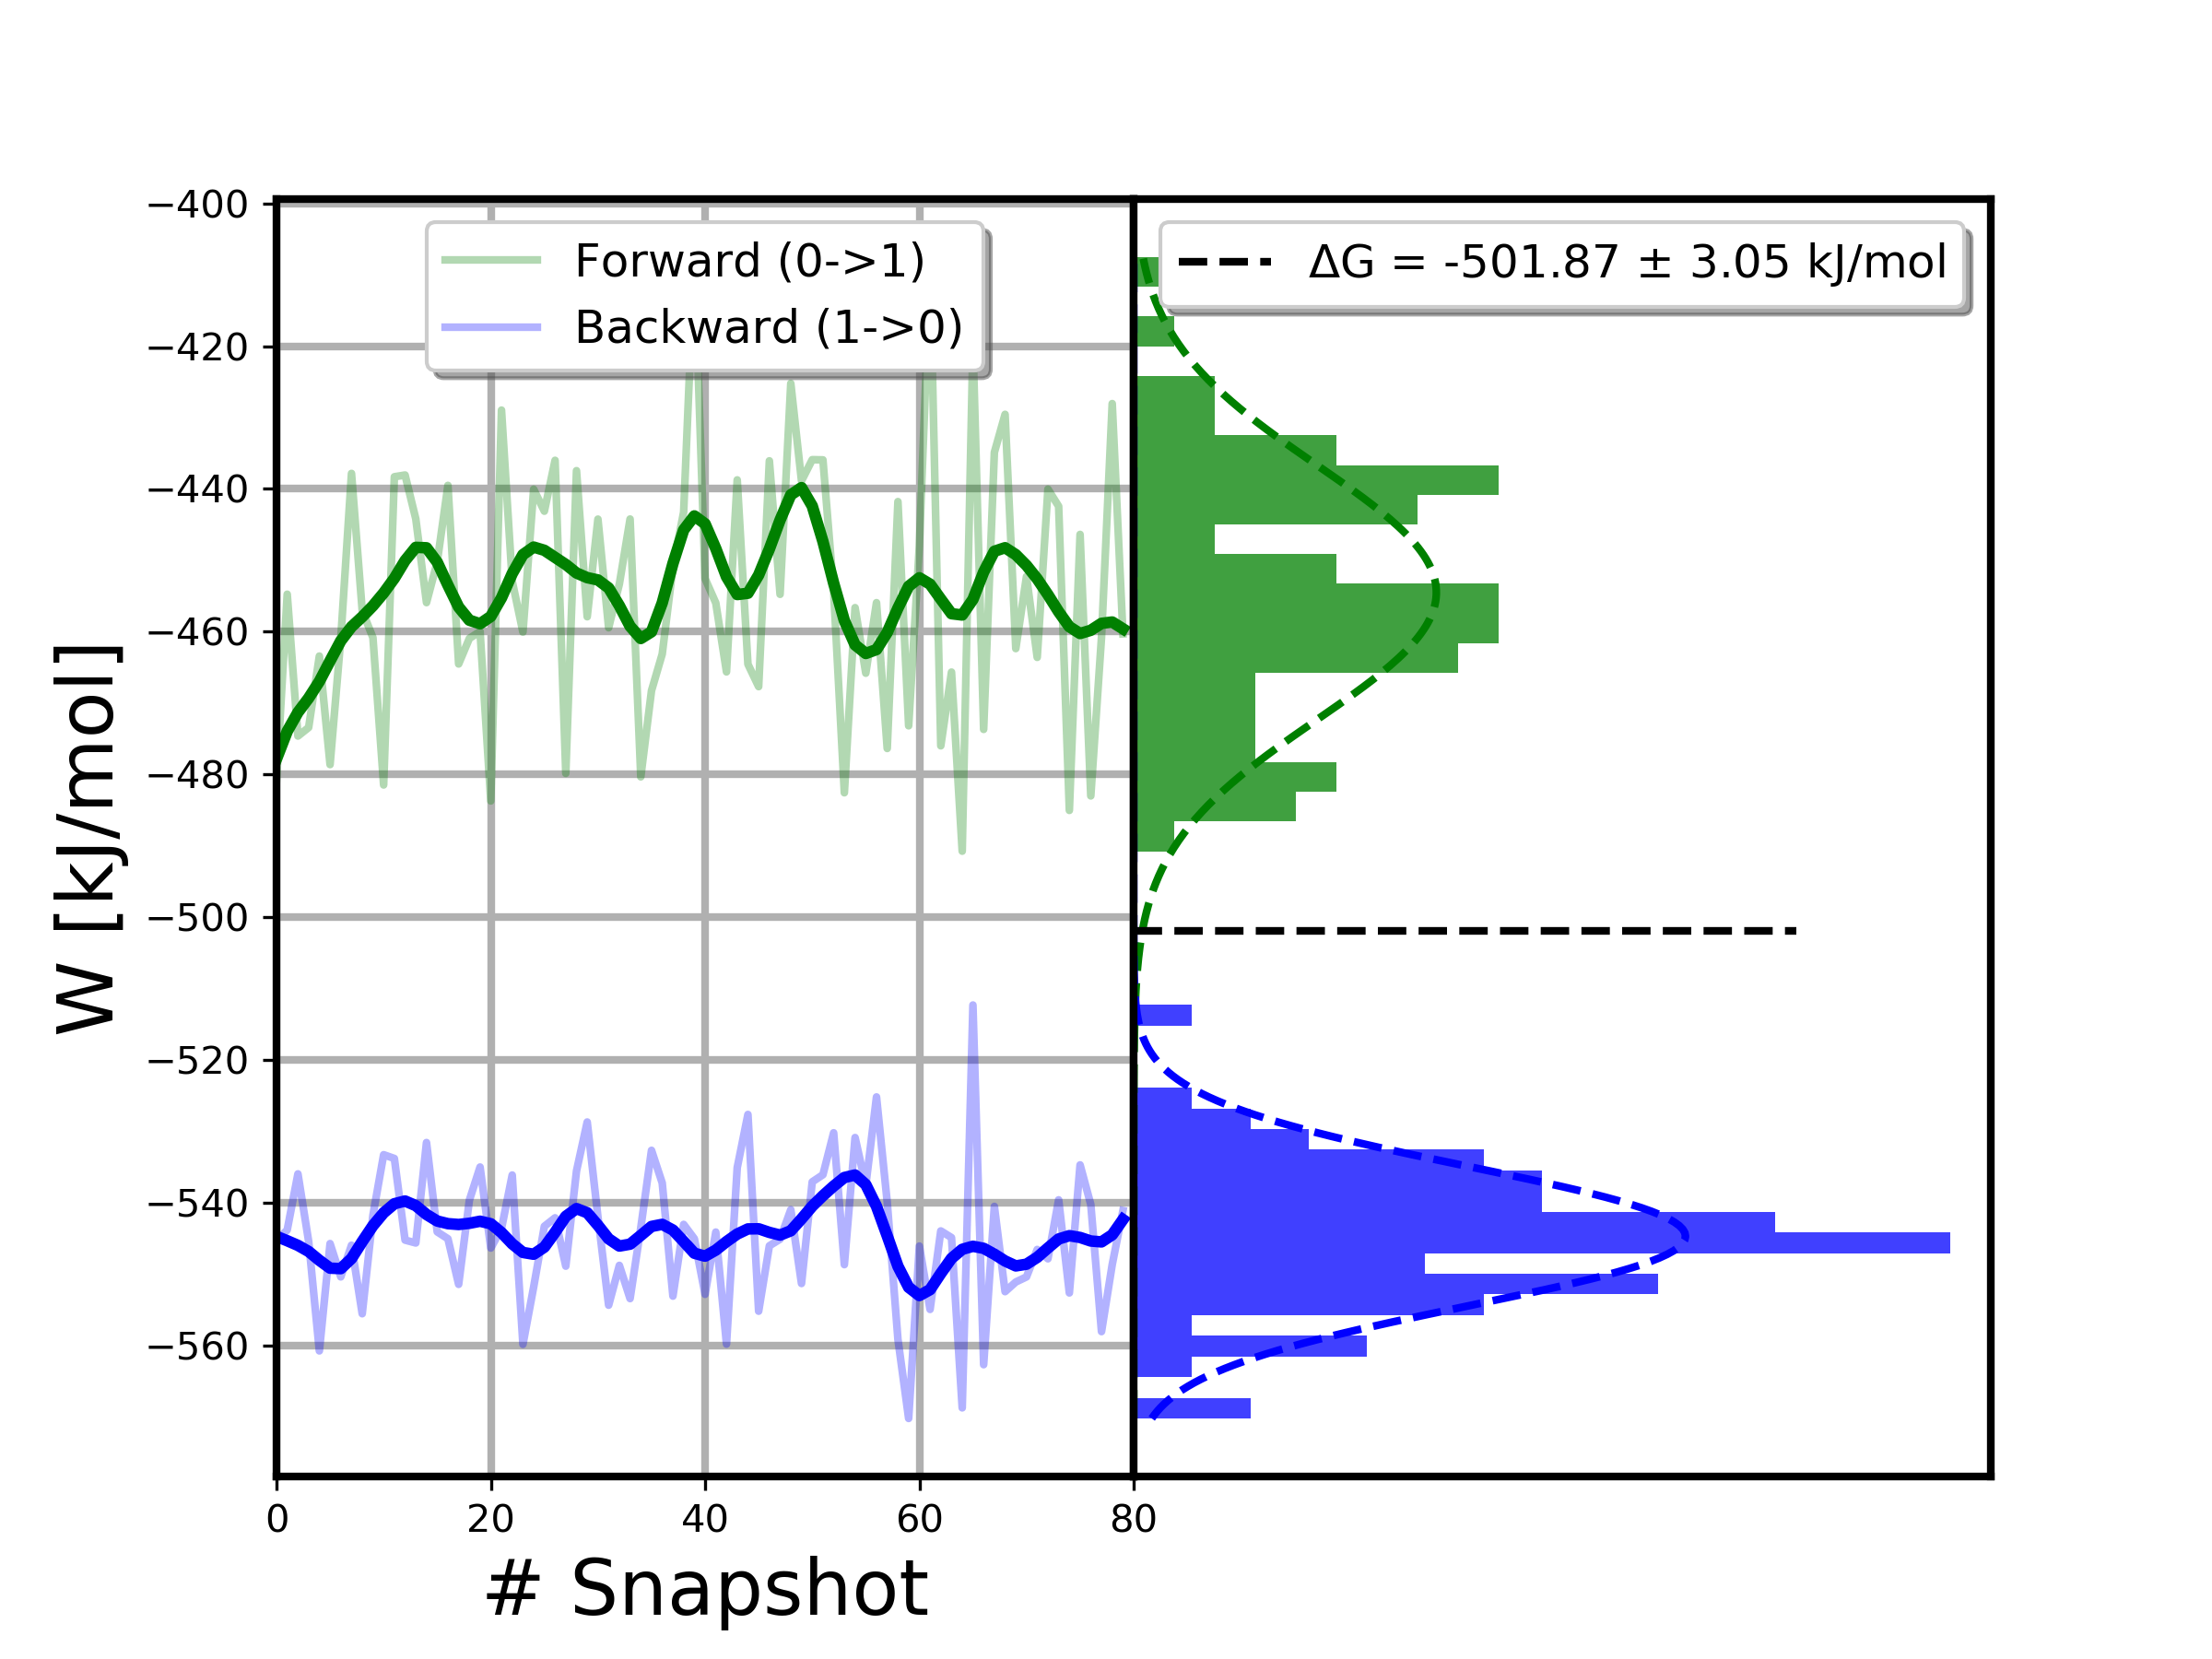 Forward (0->1)
Backward (1->0)
ΔG = -501.87 ± 3.05 kJ/mol
W [kJ/mol]
−400
−420
−440
−460
−480
−500
−520
−540
−560
0 20 40 60 80
# Snapshot